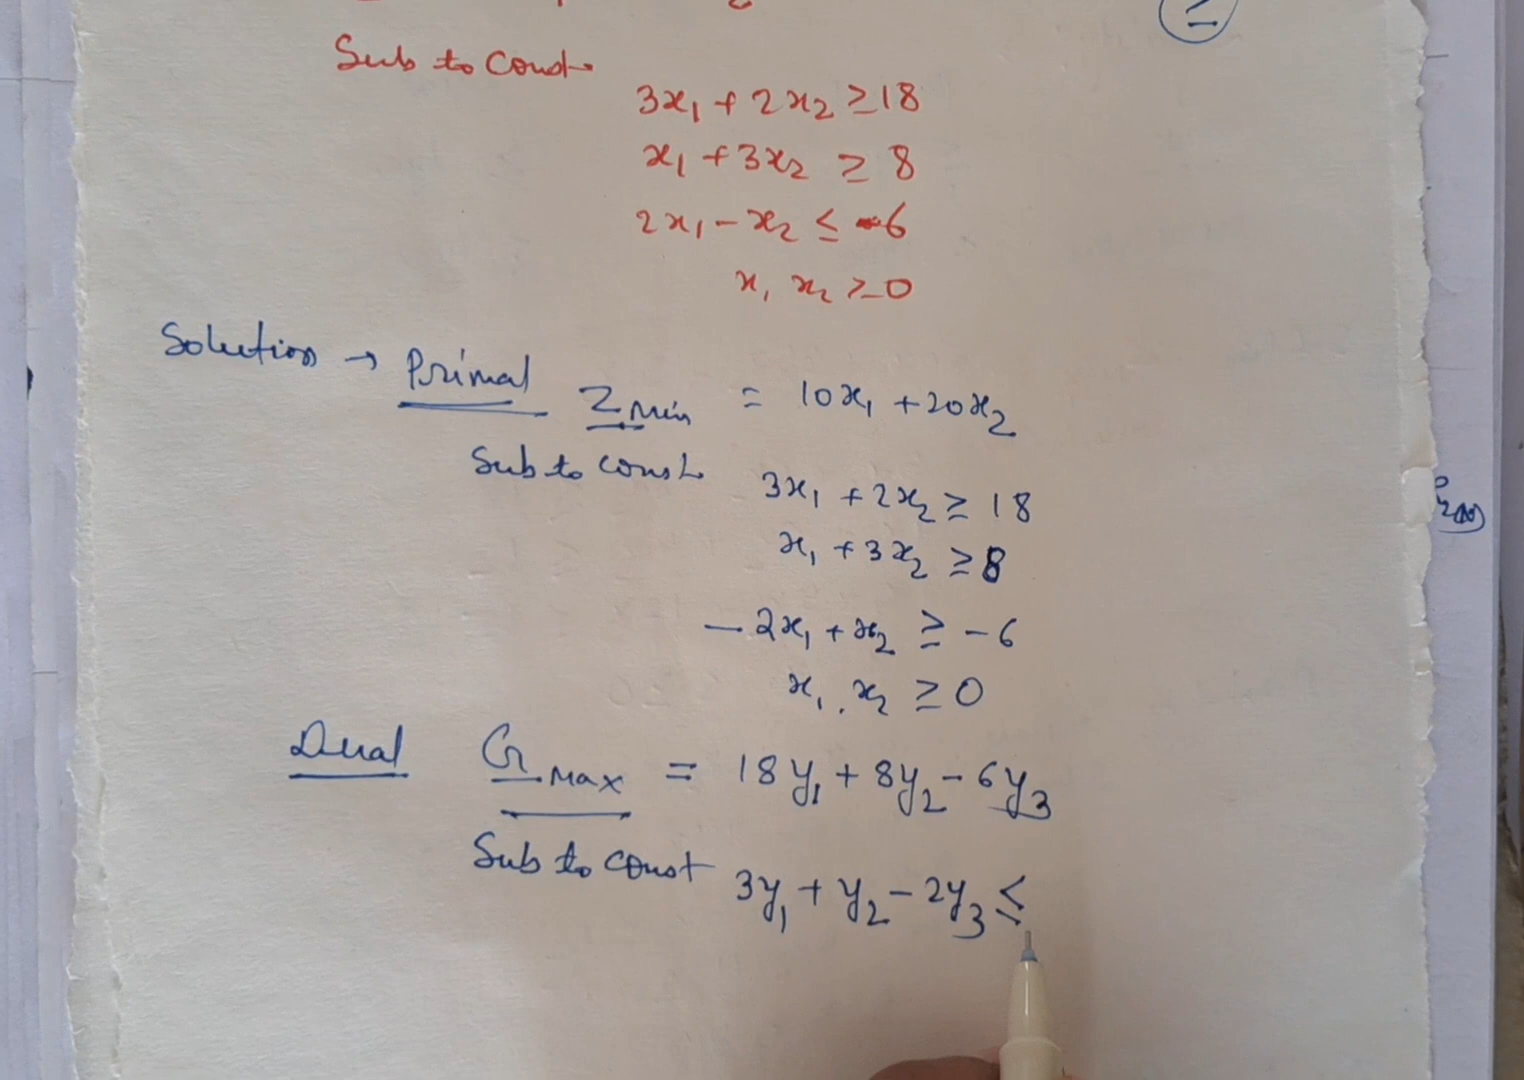 Sub to Const
3x₁ + 2x₂ ≥ 18
x₁ + 3x₂ ≥ 8
2x₁ - x₂ ≤ 6
x₁ x₂ ≥ 0
Solution → Primal Z Min = 10x₁ + 20x₂
Sub to const
3x₁ + 2x₂ ≥ 18
x₁ + 3x₂ ≥ 8
- 2x₁ + x₂ ≥ - 6
x₁, x₂ ≥ 0
Dual G Max = 18y₁ + 8y₂ - 6y₃
Sub to const 3y₁ + y₂ - 2y₃ ≤